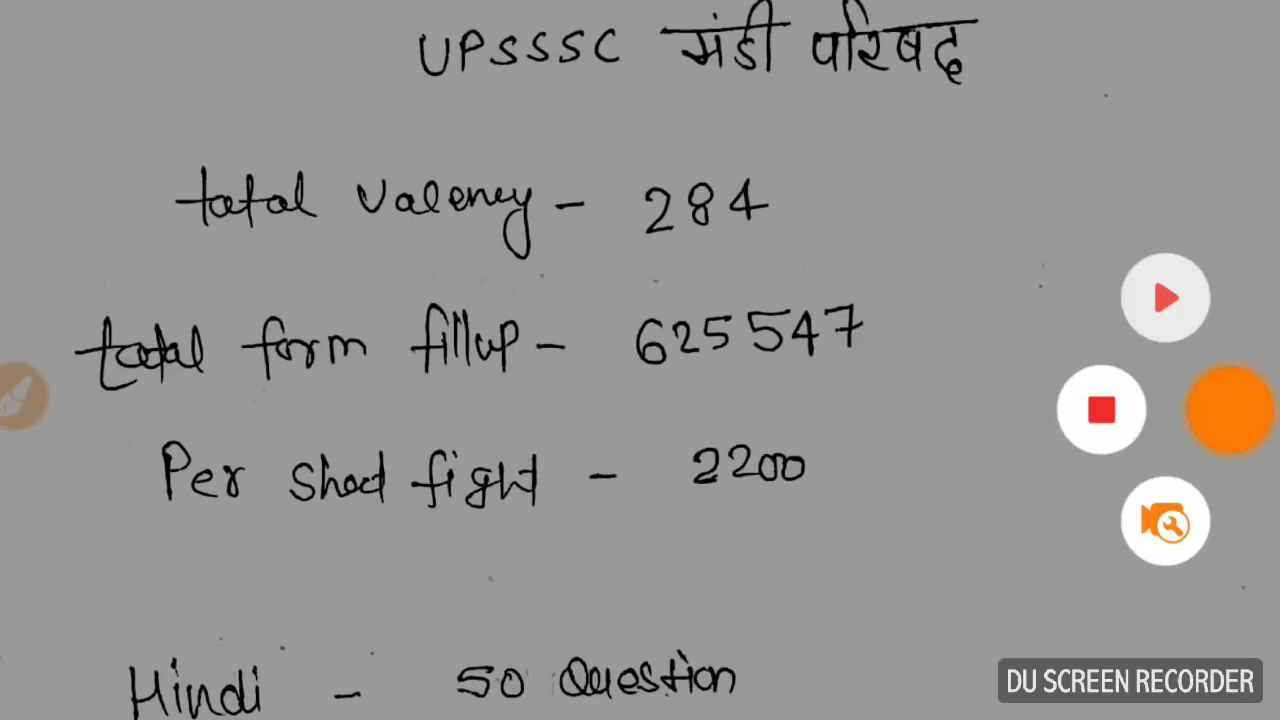 UPSSSC मंडी परिषद
total valency - 284
total form fillup - 625547
Per sheet fight - 2200
Hindi - 50 Question
DU SCREEN RECORDER